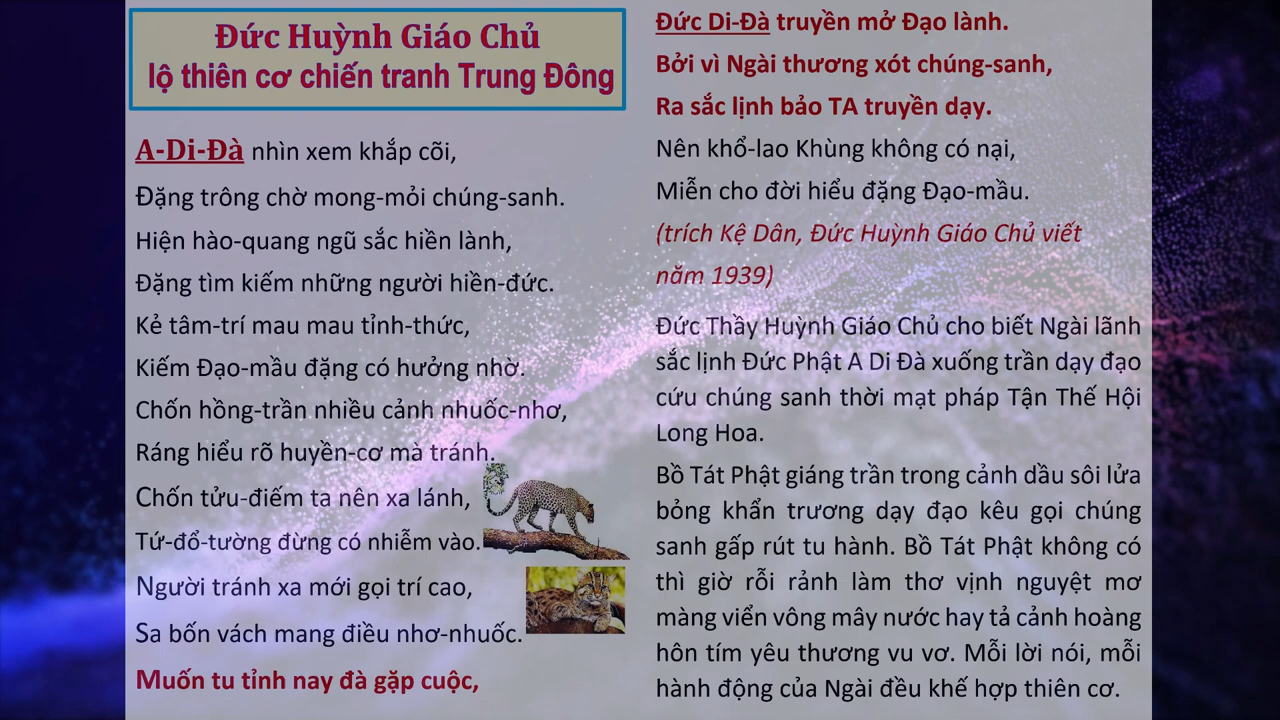 Đức Huỳnh Giáo Chủ
lộ thiên cơ chiến tranh Trung Đông
A-Di-Đà nhìn xem khắp cõi,
Đặng trông chờ mong-mỏi chúng-sanh.
Hiện hào-quang ngũ sắc hiền lành,
Đặng tìm kiếm những người hiền-đức.
Kẻ tâm-trí mau mau tỉnh-thức,
Kiếm Đạo-mầu đặng có hưởng nhờ.
Chốn hồng-trần nhiều cảnh nhuốc-nhơ,
Ráng hiểu rõ huyền-cơ mà tránh.
Chốn tửu-điếm ta nên xa lánh,
Tứ-đổ-tường đừng có nhiễm vào.
Người tránh xa mới gọi trí cao,
Sa bốn vách mang điều nhơ-nhuốc.
Muốn tu tỉnh nay đà gặp cuộc,
Đức Di-Đà truyền mở Đạo lành.
Bởi vì Ngài thương xót chúng-sanh,
Ra sắc lịnh bảo TA truyền dạy.
Nên khổ-lao Khùng không có nại,
Miễn cho đời hiểu đặng Đạo-mầu.
(trích Kệ Dân, Đức Huỳnh Giáo Chủ viết
năm 1939)
Đức Thầy Huỳnh Giáo Chủ cho biết Ngài lãnh
sắc lịnh Đức Phật A Di Đà xuống trần dạy đạo
cứu chúng sanh thời mạt pháp Tận Thế Hội
Long Hoa.
Bồ Tát Phật giáng trần trong cảnh dầu sôi lửa
bỏng khẩn trương dạy đạo kêu gọi chúng
sanh gấp rút tu hành. Bồ Tát Phật không có
thì giờ rỗi rảnh làm thơ vịnh nguyệt mơ
màng viển vông mây nước hay tả cảnh hoàng
hôn tím yêu thương vu vơ. Mỗi lời nói, mỗi
hành động của Ngài đều khế hợp thiên cơ.